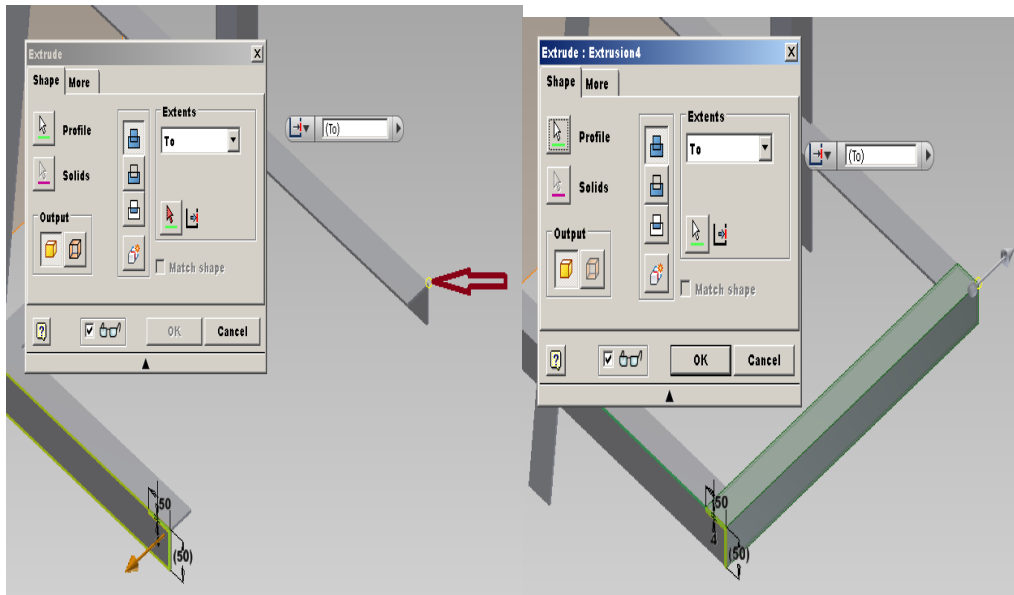 Extrude
Shape More
Profile
Solids
Output
Extents
To
Match shape
OK
Cancel
(To)
50
(50)
Extrude : Extrusion4
Shape More
Profile
Solids
Output
Extents
To
Match shape
OK
Cancel
(To)
50
(50)